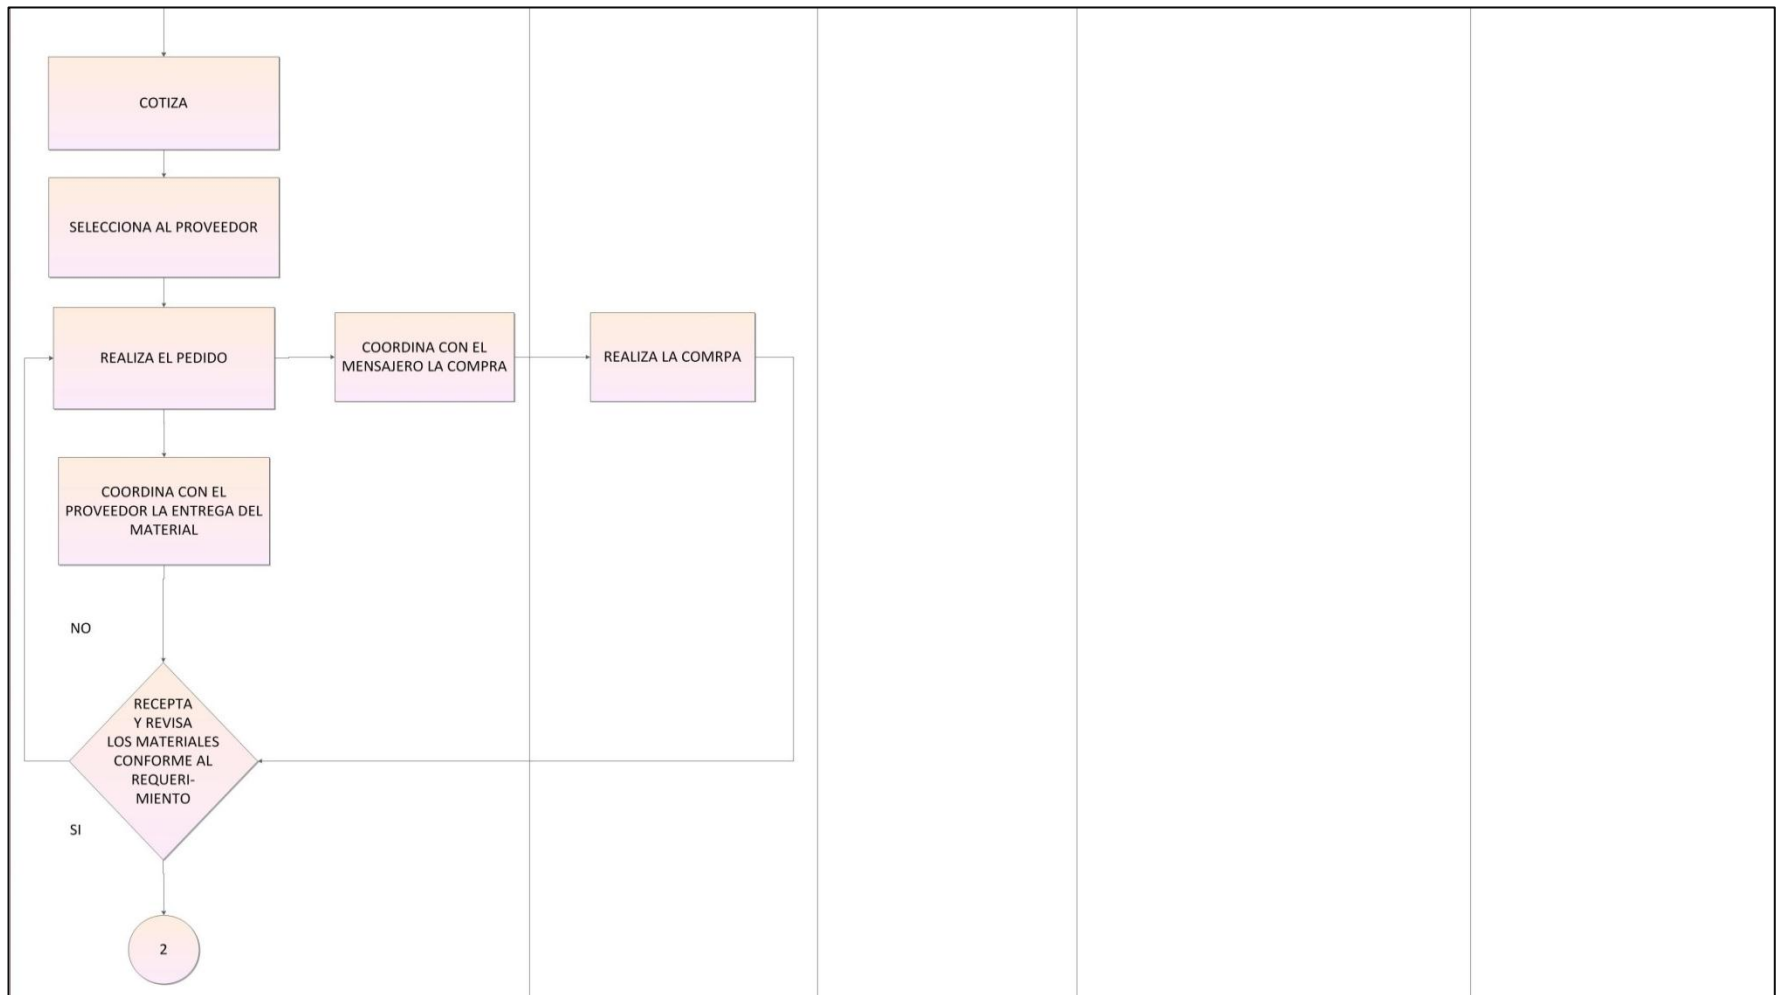 COTIZA
SELECCIONA AL PROVEEDOR
REALIZA EL PEDIDO
COORDINA CON EL
MENSAJERO LA COMPRA
REALIZA LA COMRPA
COORDINA CON EL
PROVEEDOR LA ENTREGA DEL
MATERIAL
NO
RECEPTA
Y REVISA
LOS MATERIALES
CONFORME AL
REQUERI-
MIENTO
SI
2